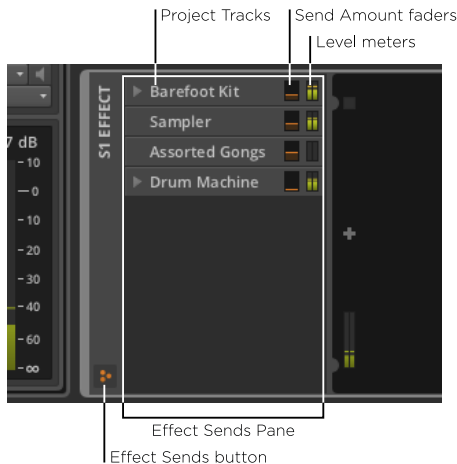 Project Tracks
Send Amount faders
Level meters
S1 EFFECT
Barefoot Kit
Sampler
Assorted Gongs
Drum Machine
7 dB
-10
-0
-10
-20
-30
-40
-60
-∞
Effect Sends Pane
Effect Sends button